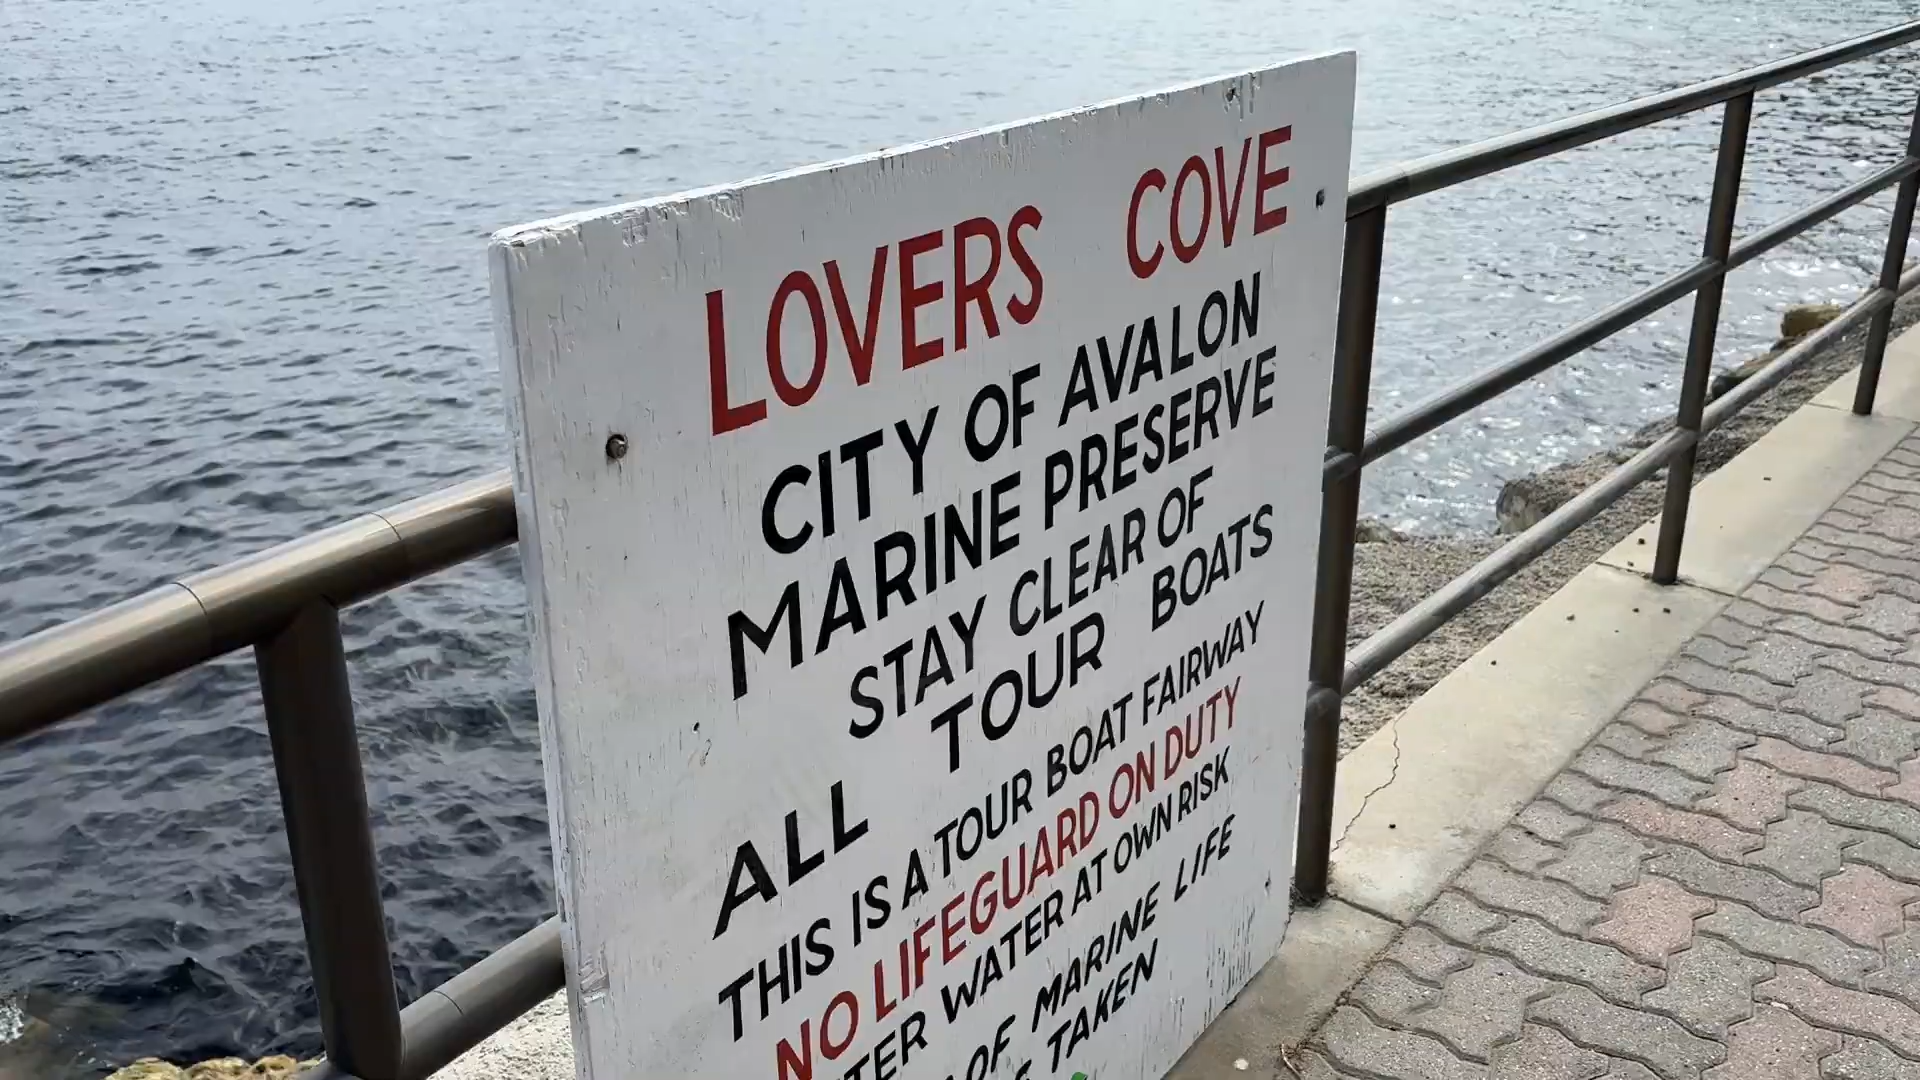 LOVERS COVE
CITY OF AVALON
MARINE PRESERVE
STAY CLEAR OF
ALL TOUR BOATS
THIS IS A TOUR BOAT FAIRWAY
NO LIFEGUARD ON DUTY
WATER AT OWN RISK
OF MARINE LIFE
TAKEN